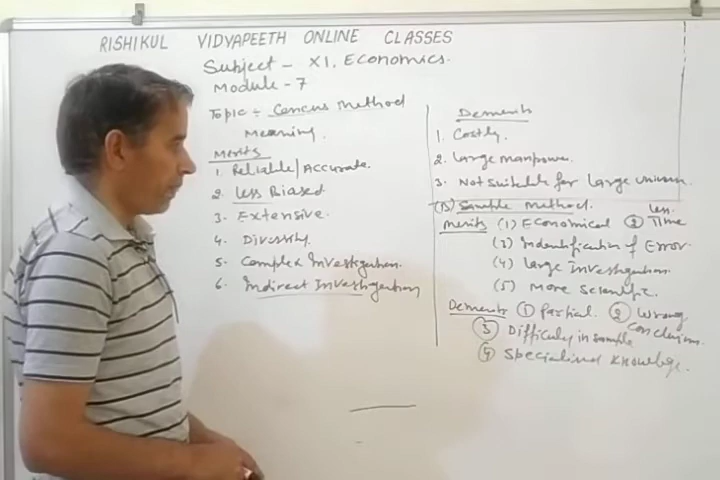 RISHIKUL VIDYAPEETH ONLINE CLASSES
Subject - XI, Economics.
Module - 7
Topic :- Cencus Method
Meaning.
Merits
1. Reliable/Accurate.
2. Less Biased
3. Extensive.
4. Diversity.
5. Complex Investigation.
6. Indirect Investigation
Demerits
1. Costly.
2. Large manpower.
3. Not suitable for large universe.
(B) Sample Method.
Merits (1) Economical (2) less Time
(3) Indentification of Error.
(4) Large Investigation.
(5) More Scientific.
Demerits (1) Partial. (2) Wrong
Conclusion.
(3) Difficulty in sample
(4) Specialised Knowledge.